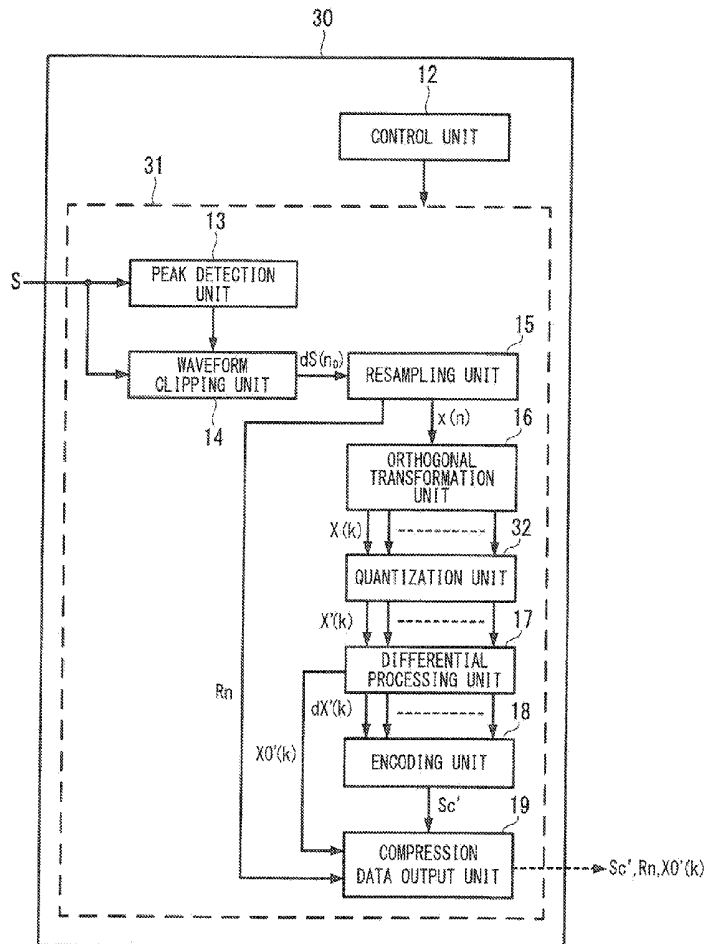 30
12
CONTROL UNIT
31
13
S
PEAK DETECTION
UNIT
15
WAVEFORM
CLIPPING UNIT
dS(n₀)
RESAMPLING UNIT
14
x(n)
16
ORTHOGONAL
TRANSFORMATION
UNIT
X(k)
32
QUANTIZATION UNIT
X'(k)
17
DIFFERENTIAL
PROCESSING UNIT
Rn
dX'(k)
18
X0'(k)
ENCODING UNIT
Sc'
19
COMPRESSION
DATA OUTPUT UNIT
Sc',Rn,X0'(k)